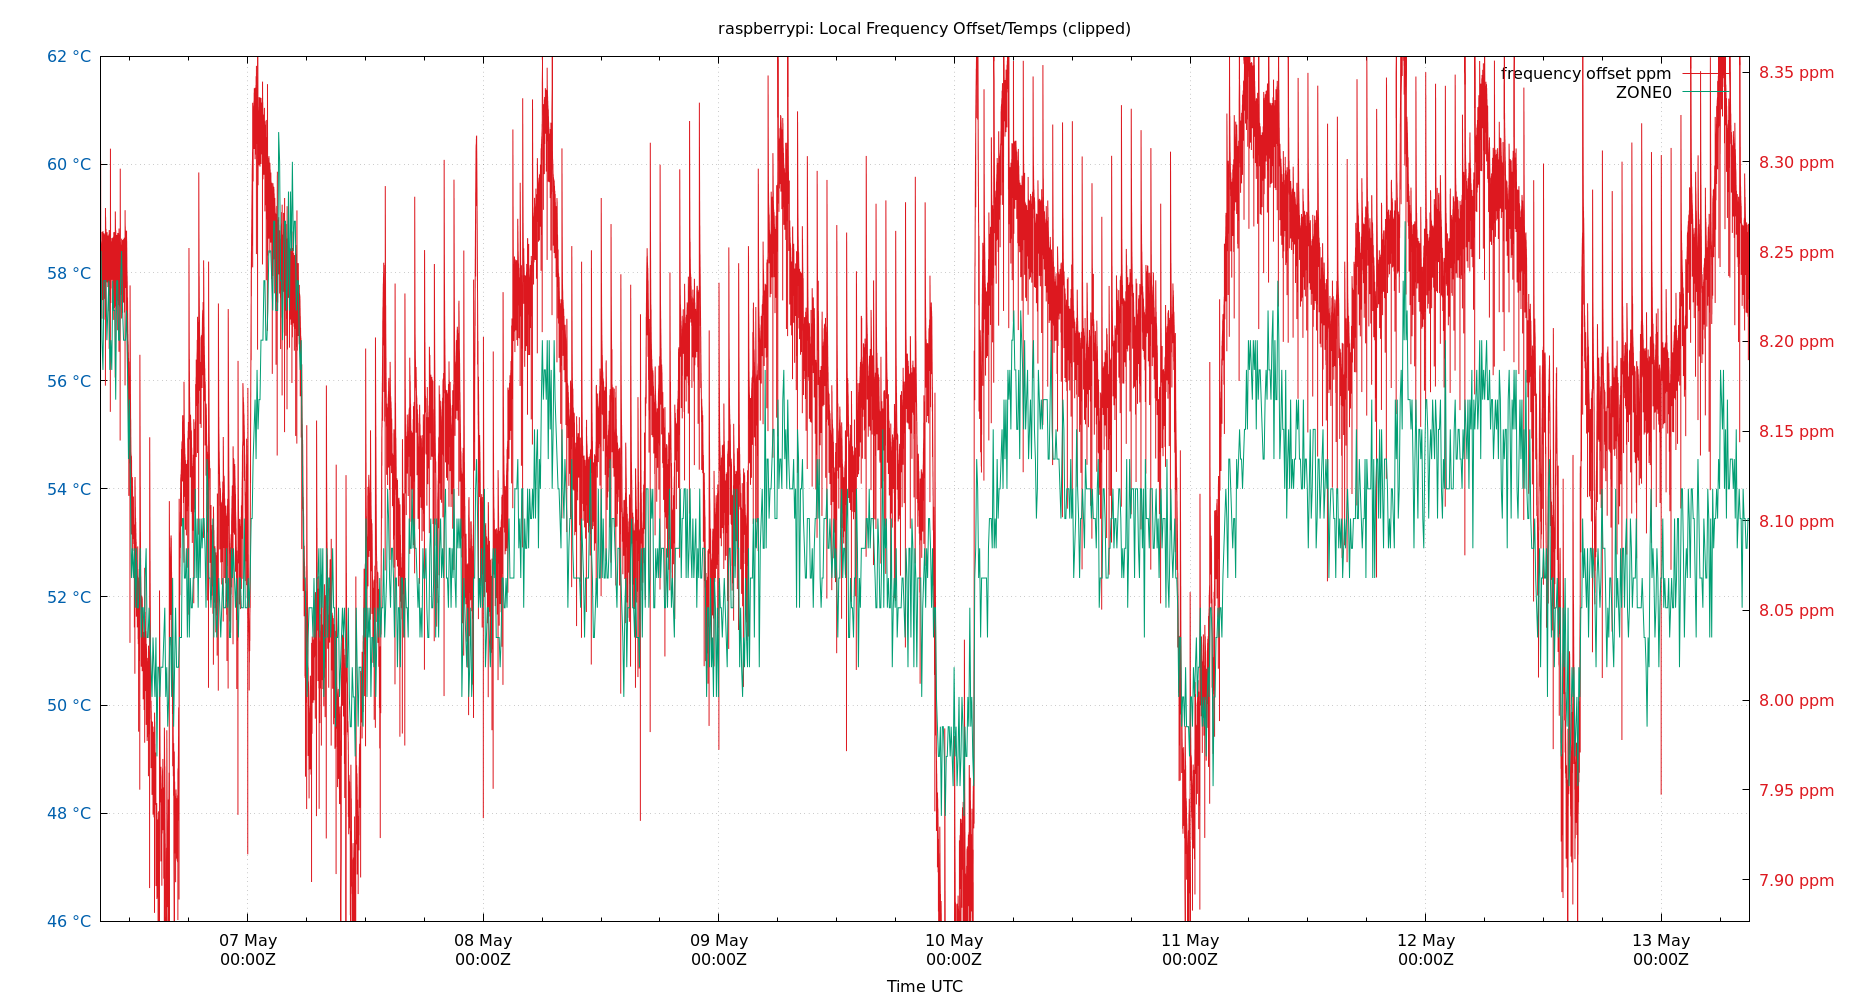 raspberrypi: Local Frequency Offset/Temps (clipped)
62 °C
60 °C
58 °C
56 °C
54 °C
52 °C
50 °C
48 °C
46 °C
frequency offset ppm
ZONE0
8.35 ppm
8.30 ppm
8.25 ppm
8.20 ppm
8.15 ppm
8.10 ppm
8.05 ppm
8.00 ppm
7.95 ppm
7.90 ppm
07 May
00:00Z
08 May
00:00Z
09 May
00:00Z
10 May
00:00Z
11 May
00:00Z
12 May
00:00Z
13 May
00:00Z
Time UTC